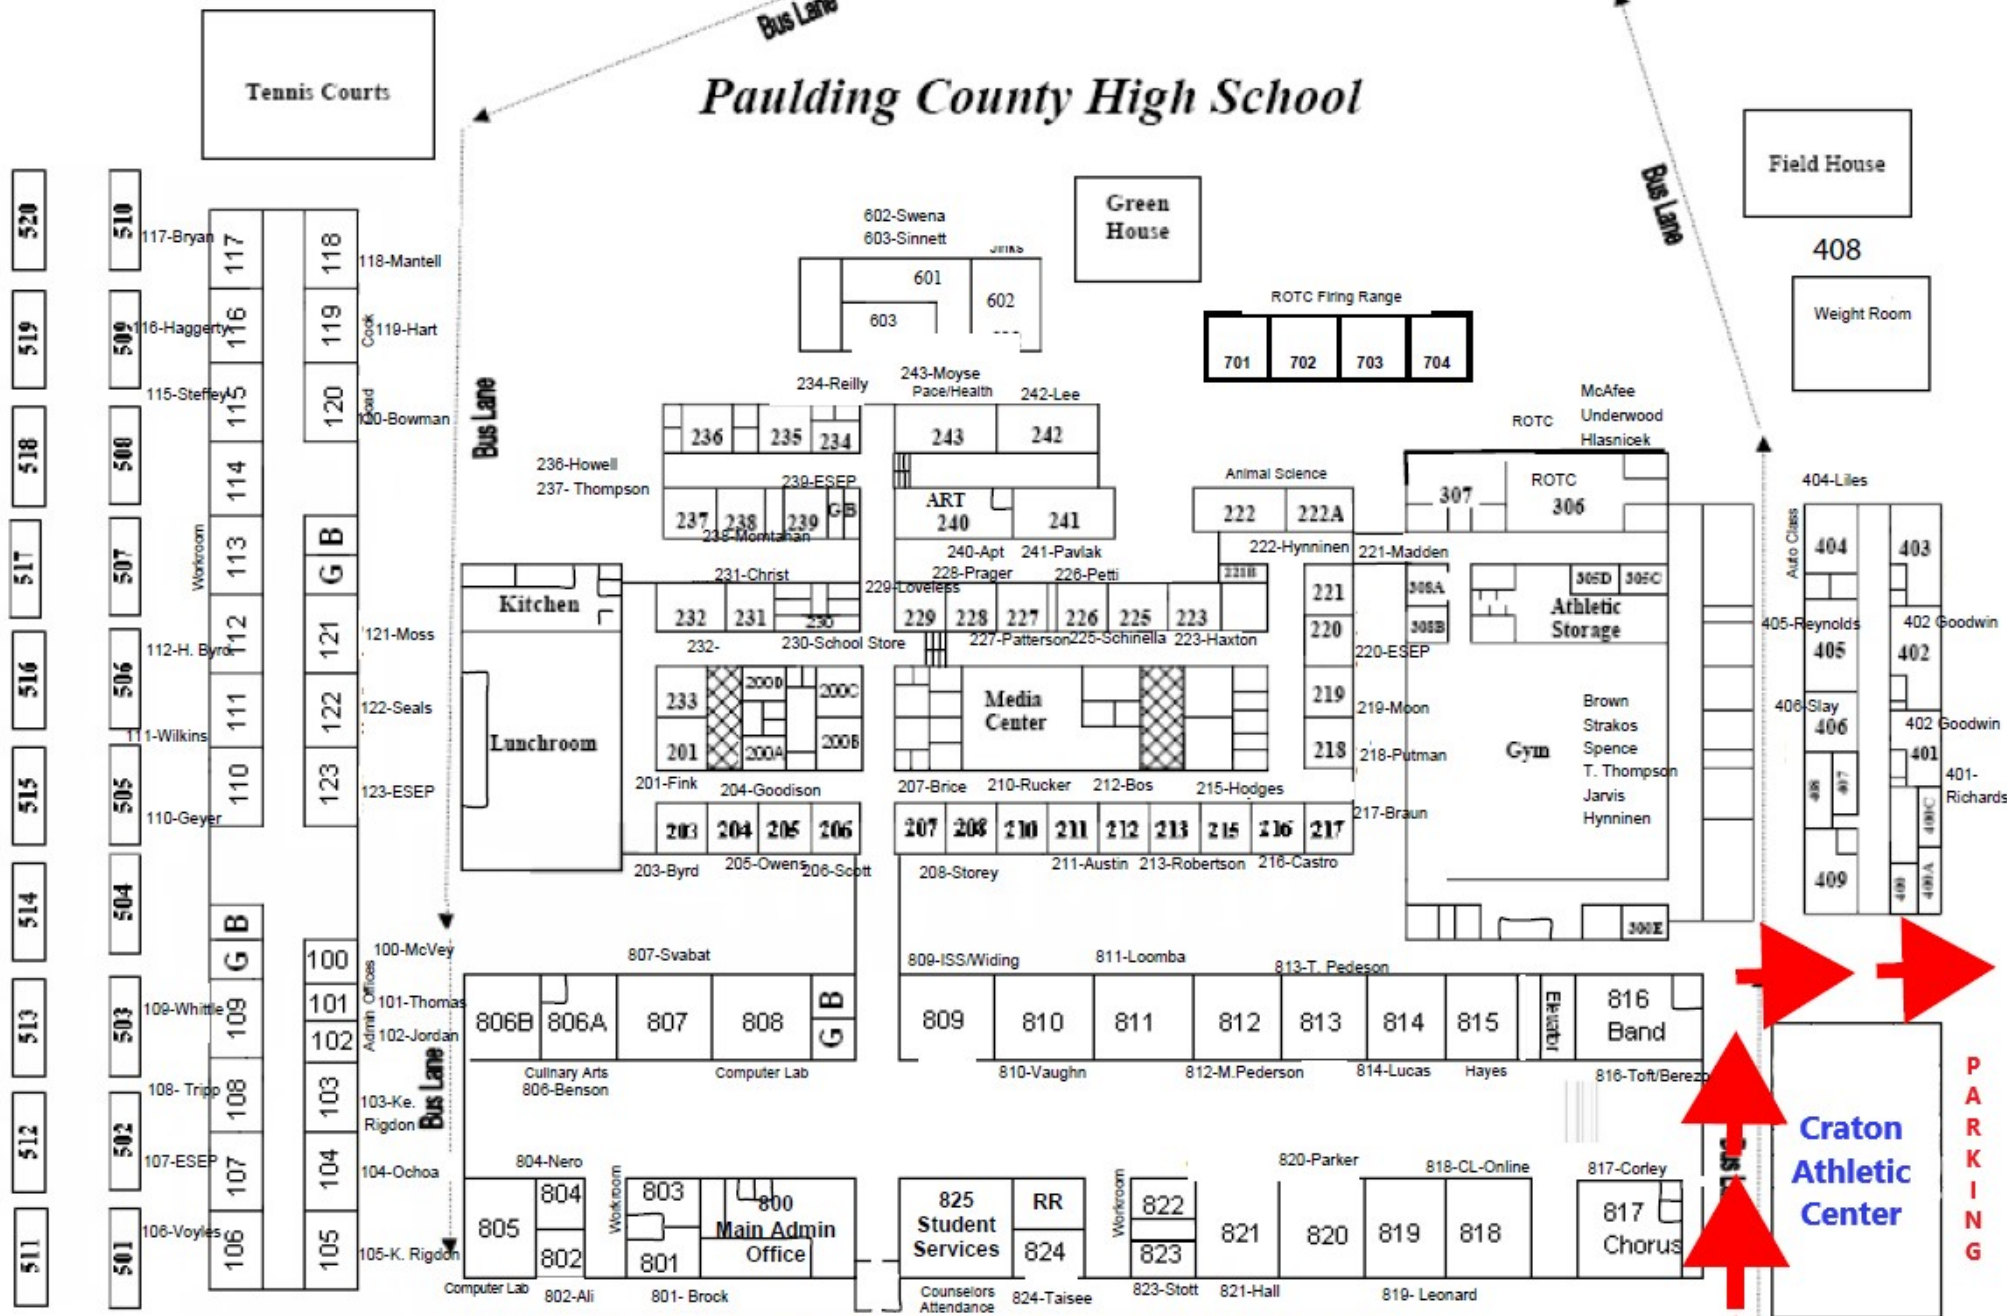 Bus Lane
Tennis Courts
Paulding County High School
Field House
Bus Lane
408
Weight Room
Green
House
602-Swena
603-Sinnett
601
602
603
ROTC Firing Range
701
702
703
704
520
519
518
517
516
515
514
513
512
511
510
509
508
507
506
505
504
503
502
501
117-Bryan
117
116-Haggerty
116
115-Steffey
115
114
Workroom
113
112-H. Byrd
112
111
111-Wilkins
110
110-Geyer
B
G
109-Whittle
109
108- Tripp
108
107-ESEP
107
106-Voyles
106
118
118-Mantell
119
Cook
119-Hart
120
120-Bowman
B
G
121
121-Moss
122
122-Seals
123
123-ESEP
100-McVey
100
Admin Offices
101
101-Thomas
102
102-Jordan
103
103-Ke.
Rigdon
104
104-Ochoa
105
105-K. Rigdon
Bus Lane
Bus Lane
234-Reilly
243-Moyse
Pace/Health
242-Lee
236
235
234
243
242
236-Howell
237- Thompson
239-ESEP
237
238
239
G B
238-Momtahan
ART
240
241
240-Apt
241-Pavlak
Animal Science
222
222A
222-Hynninen
221-Madden
ROTC
McAfee
Underwood
Hlasnicek
307
ROTC
306
Kitchen
Lunchroom
231-Christ
229-Loveless
228-Prager
226-Petti
221B
232
231
230
229
228
227
226
225
223
221
220
232-
230-School Store
227-Patterson
225-Schinella
223-Haxton
220-ESEP
233
201
200D
200C
200A
200B
Media
Center
219
219-Moon
218
218-Putman
305D
305C
Athletic
Storage
Gym
Brown
Strakos
Spence
T. Thompson
Jarvis
Hynninen
201-Fink
204-Goodison
207-Brice
210-Rucker
212-Bos
215-Hodges
217-Braun
203
204
205
206
207
208
210
211
212
213
215
216
217
203-Byrd
205-Owens
206-Scott
208-Storey
211-Austin
213-Robertson
216-Castro
300E
404-Liles
Auto Class
404
403
405-Reynolds
402 Goodwin
405
402
406-Slay
402 Goodwin
406
401
401-
Richards
408
407
400C
409
400
400A
807-Svabat
809-ISS/Widing
811-Loomba
813-T. Pedeson
806B
806A
807
808
B
G
809
810
811
812
813
814
815
Elevator
816
Band
Culinary Arts
806-Benson
Computer Lab
810-Vaughn
812-M.Pederson
814-Lucas
Hayes
816-Toft/Berezo
804-Nero
Workroom
Workroom
820-Parker
818-CL-Online
817-Corley
805
804
802
803
801
800
Main Admin
Office
825
Student
Services
RR
824
822
823
821
820
819
818
817
Chorus
Computer Lab
802-Ali
801- Brock
Counselors
Attendance
824-Taisee
823-Stott
821-Hall
819- Leonard
Craton
Athletic
Center
PARKING